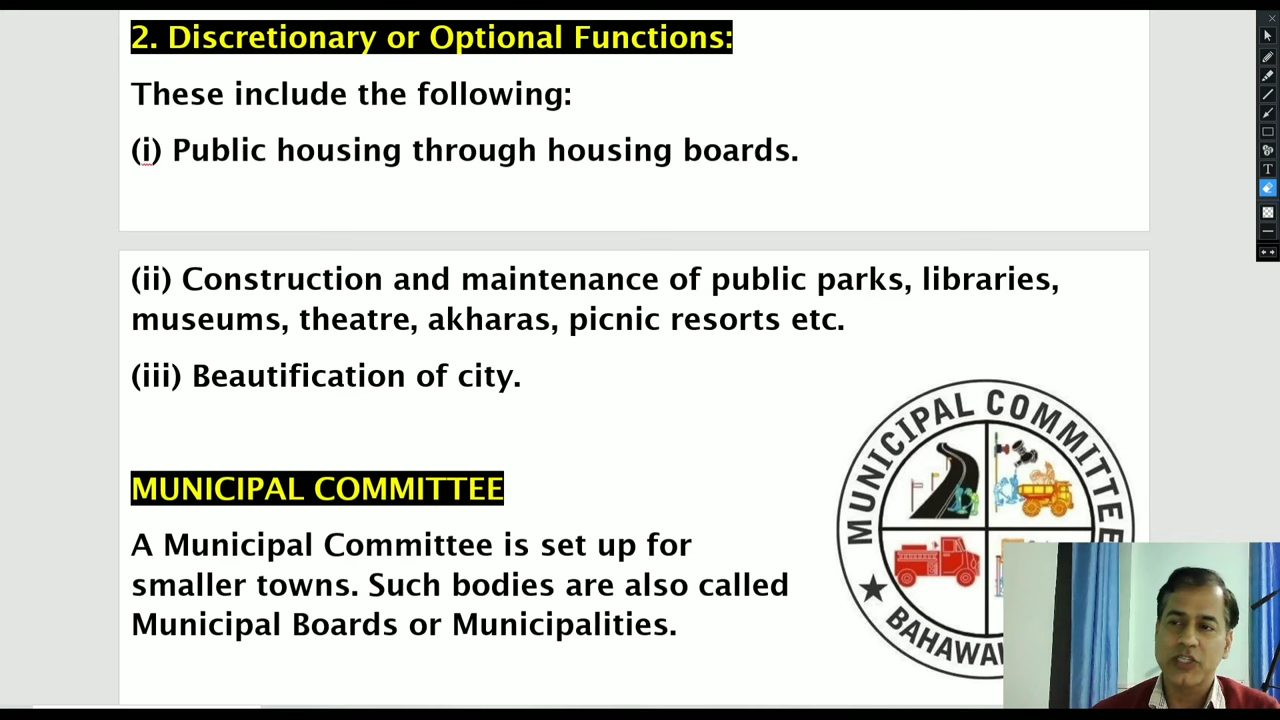 2. Discretionary or Optional Functions:
These include the following:
(i) Public housing through housing boards.
(ii) Construction and maintenance of public parks, libraries,
museums, theatre, akharas, picnic resorts etc.
(iii) Beautification of city.
MUNICIPAL COMMITTEE
MUNICIPAL COMMITTEE
A Municipal Committee is set up for
smaller towns. Such bodies are also called
Municipal Boards or Municipalities.
T